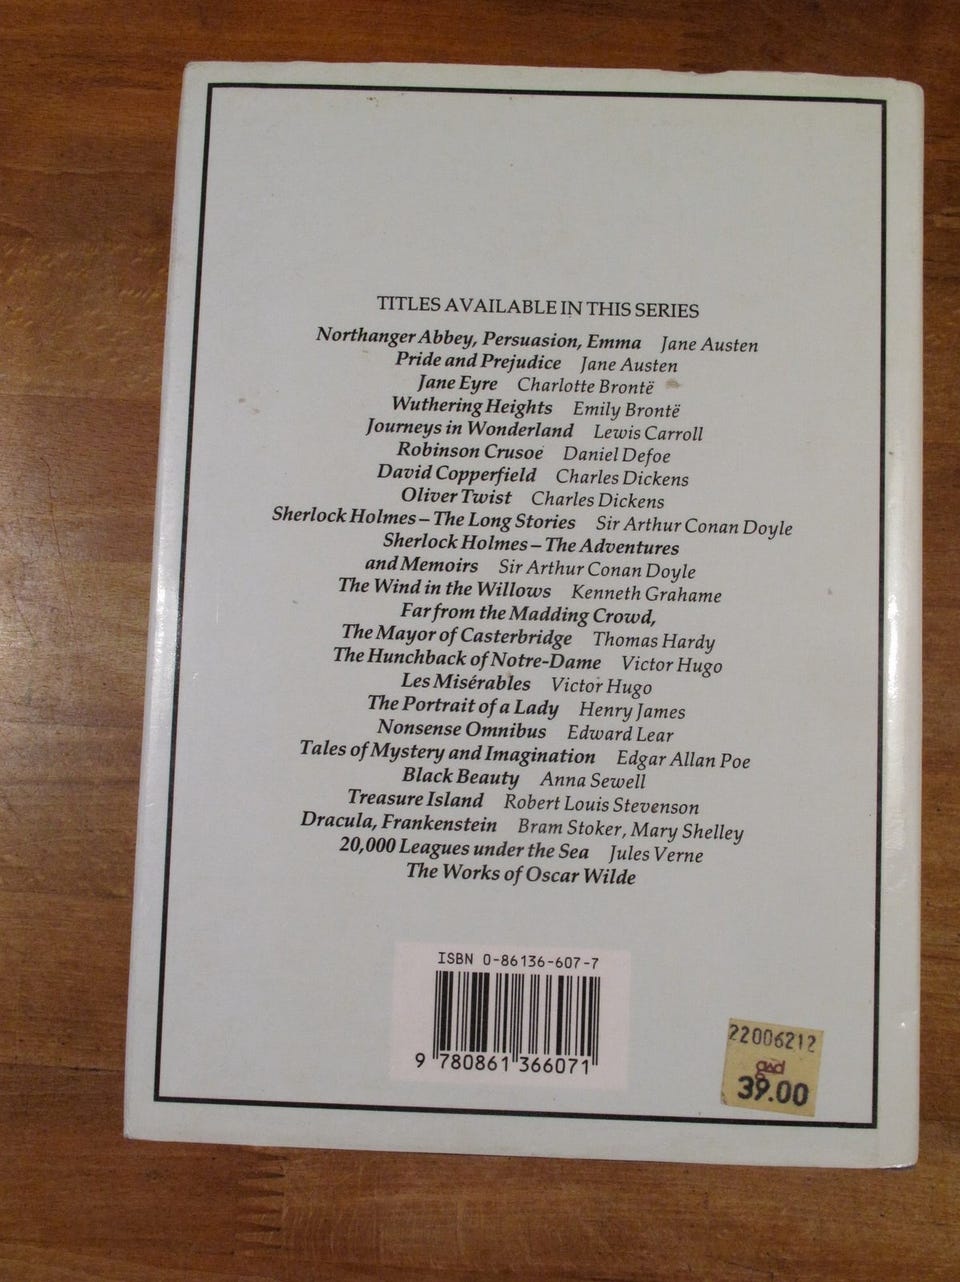 TITLES AVAILABLE IN THIS SERIES
Northanger Abbey, Persuasion, Emma Jane Austen
Pride and Prejudice Jane Austen
Jane Eyre Charlotte Brontë
Wuthering Heights Emily Brontë
Journeys in Wonderland Lewis Carroll
Robinson Crusoe Daniel Defoe
David Copperfield Charles Dickens
Oliver Twist Charles Dickens
Sherlock Holmes – The Long Stories Sir Arthur Conan Doyle
Sherlock Holmes – The Adventures
and Memoirs Sir Arthur Conan Doyle
The Wind in the Willows Kenneth Grahame
Far from the Madding Crowd,
The Mayor of Casterbridge Thomas Hardy
The Hunchback of Notre-Dame Victor Hugo
Les Misérables Victor Hugo
The Portrait of a Lady Henry James
Nonsense Omnibus Edward Lear
Tales of Mystery and Imagination Edgar Allan Poe
Black Beauty Anna Sewell
Treasure Island Robert Louis Stevenson
Dracula, Frankenstein Bram Stoker, Mary Shelley
20,000 Leagues under the Sea Jules Verne
The Works of Oscar Wilde
ISBN 0-86136-607-7
9 780861 366071
22006212
gad
39.00